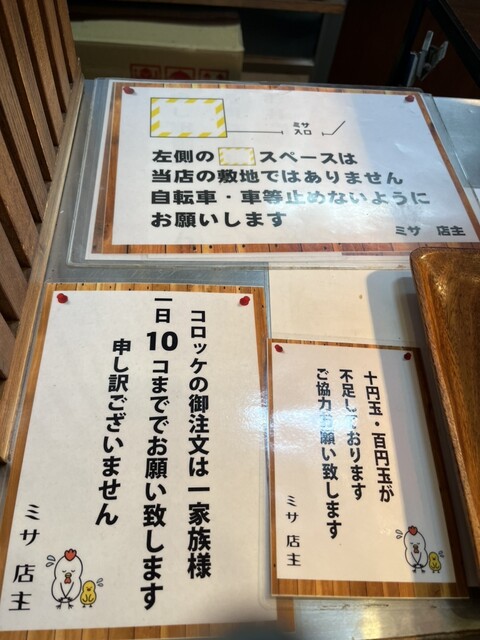 ミサ
入口
左側の スペースは
当店の敷地ではありません
自転車・車等止めないように
お願いします
ミサ 店主
コロッケの御注文は一家族様
一日10コまででお願い致します
申し訳ございません
ミサ 店主
十円玉・百円玉が
不足しております
ご協力お願い致します
ミサ 店主